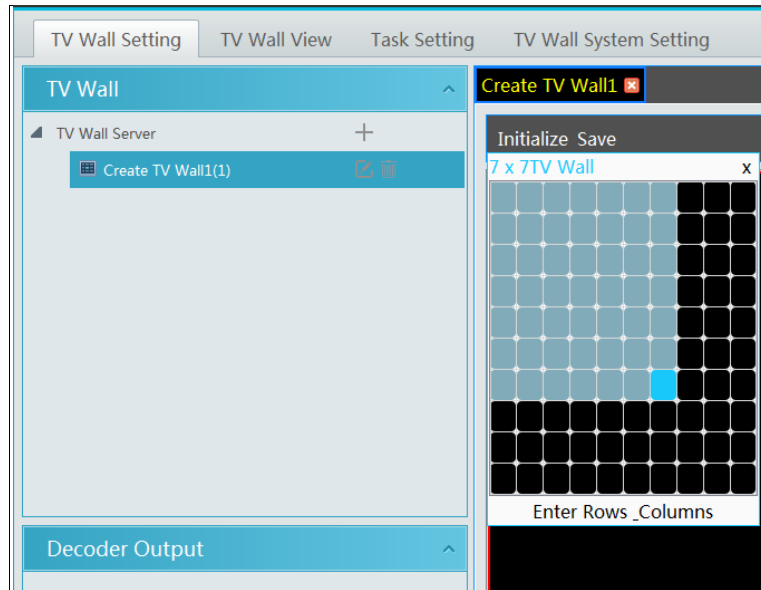 TV Wall Setting TV Wall View Task Setting TV Wall System Setting
TV Wall
TV Wall Server
Create TV Wall1(1)
Decoder Output
Create TV Wall1
Initialize Save
7 x 7TV Wall x
Enter Rows _Columns